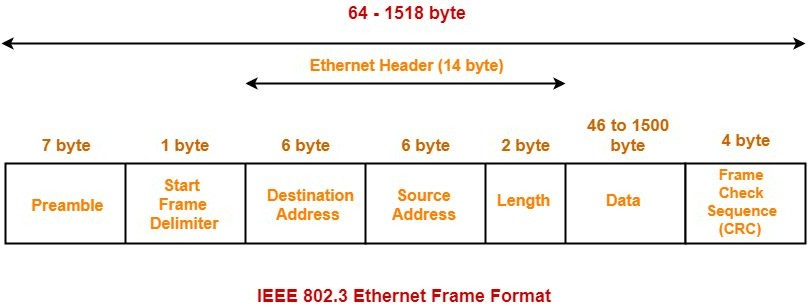 64 - 1518 byte
Ethernet Header (14 byte)
7 byte
1 byte
6 byte
6 byte
2 byte
46 to 1500
byte
4 byte
Preamble
Start
Frame
Delimiter
Destination
Address
Source
Address
Length
Data
Frame
Check
Sequence
(CRC)
IEEE 802.3 Ethernet Frame Format